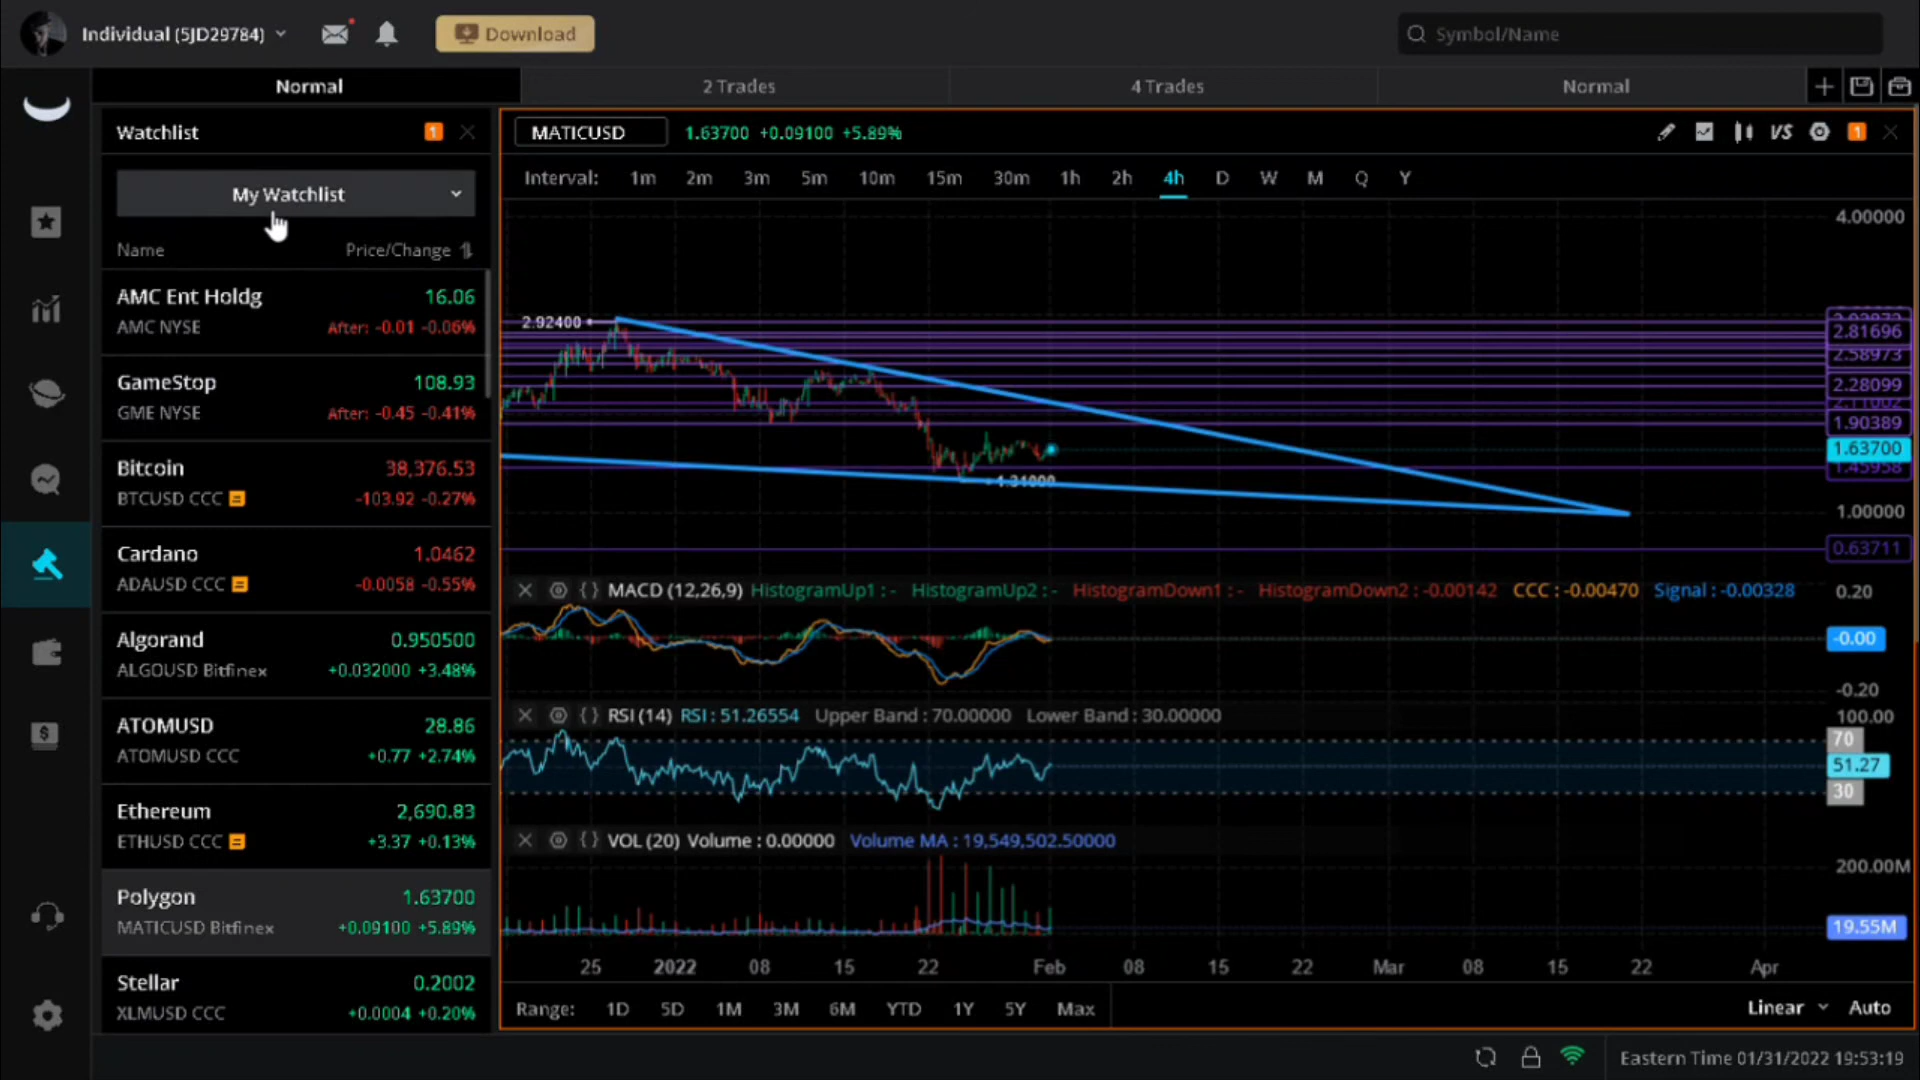 Individual (5JD29784)
Download
Symbol/Name
Normal
2 Trades
4 Trades
Normal
Watchlist
1
MATICUSD
1.63700 +0.09100 +5.89%
VS
1
My Watchlist
Interval: 1m 2m 3m 5m 10m 15m 30m 1h 2h 4h D W M Q Y
Name
Price/Change
AMC Ent Holdg 16.06
AMC NYSE After: -0.01 -0.06%
GameStop 108.93
GME NYSE After: -0.45 -0.41%
Bitcoin 38,376.53
BTCUSD CCC -103.92 -0.27%
Cardano 1.0462
ADAUSD CCC -0.0058 -0.55%
Algorand 0.950500
ALGOUSD Bitfinex +0.032000 +3.48%
ATOMUSD 28.86
ATOMUSD CCC +0.77 +2.74%
Ethereum 2,690.83
ETHUSD CCC +3.37 +0.13%
Polygon 1.63700
MATICUSD Bitfinex +0.09100 +5.89%
Stellar 0.2002
XLMUSD CCC +0.0004 +0.20%
4.00000
2.92400
2.81696
2.58973
2.28099
1.90389
1.63700
1.45958
1.31000
1.00000
0.63711
MACD (12,26,9) HistogramUp1 : - HistogramUp2 : - HistogramDown1 : - HistogramDown2 : -0.00142 CCC : -0.00470 Signal : -0.00328
0.20
-0.00
-0.20
RSI (14) RSI : 51.26554 Upper Band : 70.00000 Lower Band : 30.00000
100.00
70
51.27
30
VOL (20) Volume : 0.00000 Volume MA : 19,549,502.50000
200.00M
19.55M
25 2022 08 15 22 Feb 08 15 22 Mar 08 15 22 Apr
Range: 1D 5D 1M 3M 6M YTD 1Y 5Y Max
Linear
Auto
Eastern Time 01/31/2022 19:53:19